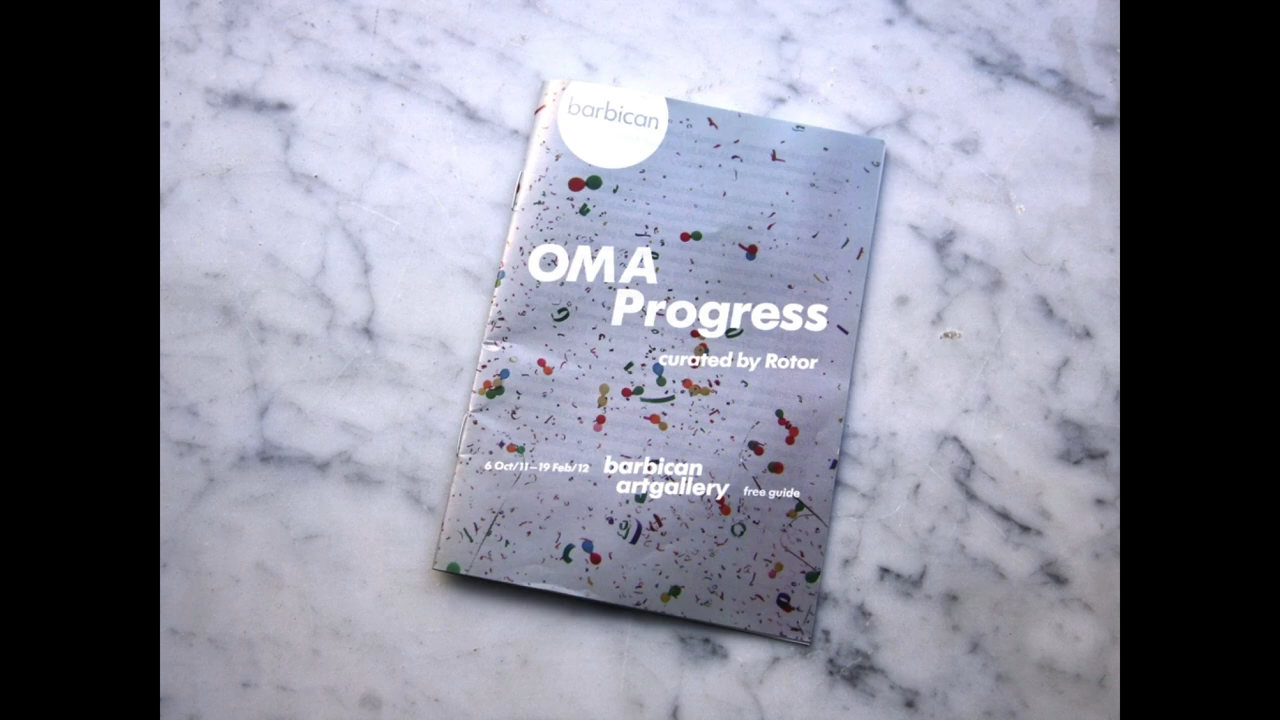 barbican
OMA
Progress
curated by Rotor
6 Oct/11–19 Feb/12
barbican
artgallery
free guide